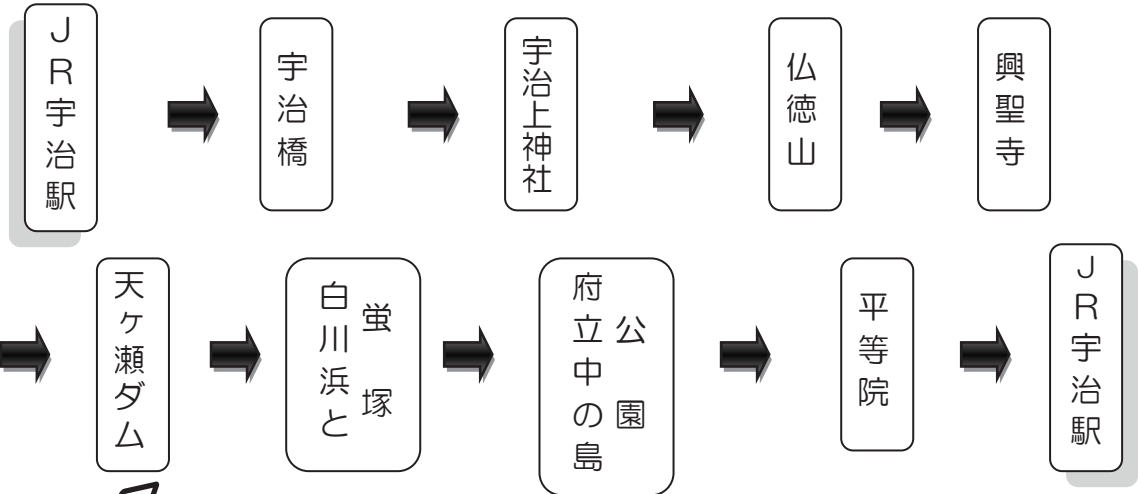 JR宇治駅
宇治橋
宇治上神社
仏徳山
興聖寺
天ヶ瀬ダム
白川浜と
蛍塚
府立中の島
公園
平等院
JR宇治駅